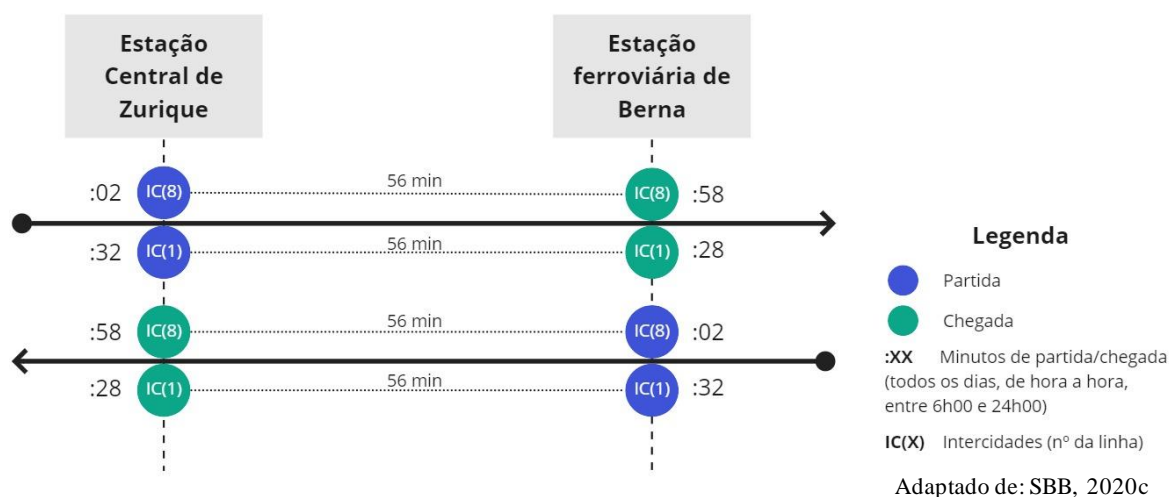 Estação
Central de
Zurique
Estação
ferroviária de
Berna
:02 IC(8) 56 min IC(8) :58
:32 IC(1) 56 min IC(1) :28
:58 IC(8) 56 min IC(8) :02
:28 IC(1) 56 min IC(1) :32
Legenda
Partida
Chegada
:XX Minutos de partida/chegada
(todos os dias, de hora a hora,
entre 6h00 e 24h00)
IC(X) Intercidades (nº da linha)
Adaptado de: SBB, 2020c